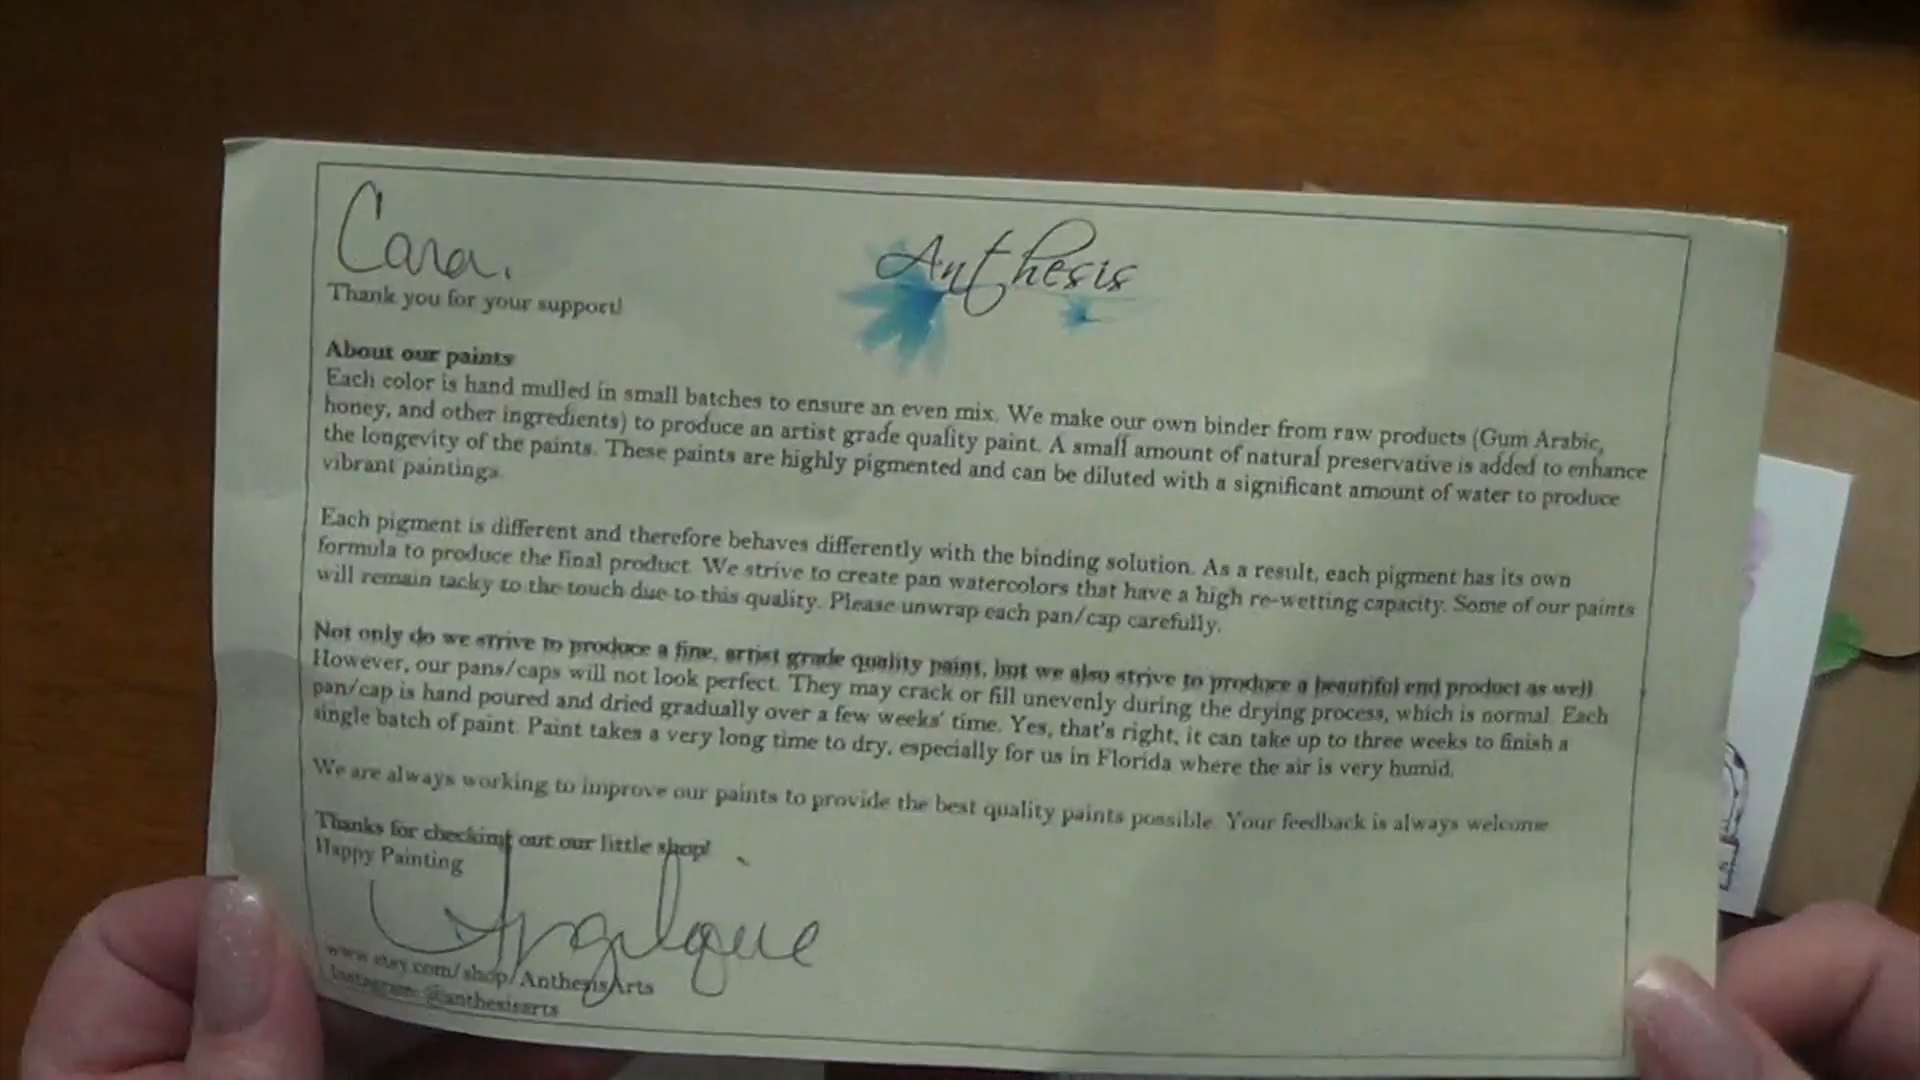 Cara,
Anthesis
Thank you for your support!
About our paints
Each color is hand mulled in small batches to ensure an even mix. We make our own binder from raw products (Gum Arabic,
honey, and other ingredients) to produce an artist grade quality paint. A small amount of natural preservative is added to enhance
the longevity of the paints. These paints are highly pigmented and can be diluted with a significant amount of water to produce
vibrant paintings.
Each pigment is different and therefore behaves differently with the binding solution. As a result, each pigment has its own
formula to produce the final product. We strive to create pan watercolors that have a high re-wetting capacity. Some of our paints
will remain tacky to the touch due to this quality. Please unwrap each pan/cap carefully.
Not only do we strive to produce a fine, artist grade quality paint, but we also strive to produce a beautiful end product as well.
However, our pans/caps will not look perfect. They may crack or fill unevenly during the drying process, which is normal. Each
pan/cap is hand poured and dried gradually over a few weeks' time. Yes, that's right, it can take up to three weeks to finish a
single batch of paint. Paint takes a very long time to dry, especially for us in Florida where the air is very humid.
We are always working to improve our paints to provide the best quality paints possible. Your feedback is always welcome
Thanks for checking out our little shop!
Happy Painting
Angelique
www.etsy.com/shop/AnthesisArts
Instagram: @anthesisarts